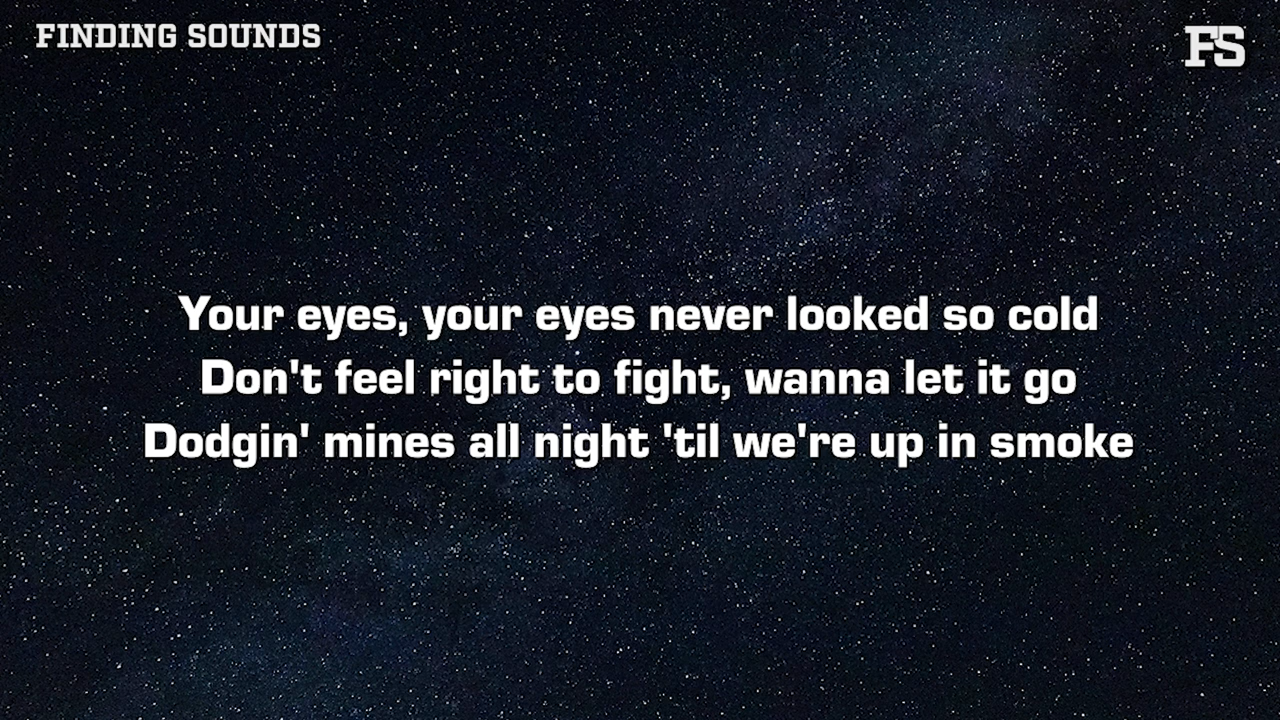 FINDING SOUNDS
FS
Your eyes, your eyes never looked so cold
Don't feel right to fight, wanna let it go
Dodgin' mines all night 'til we're up in smoke